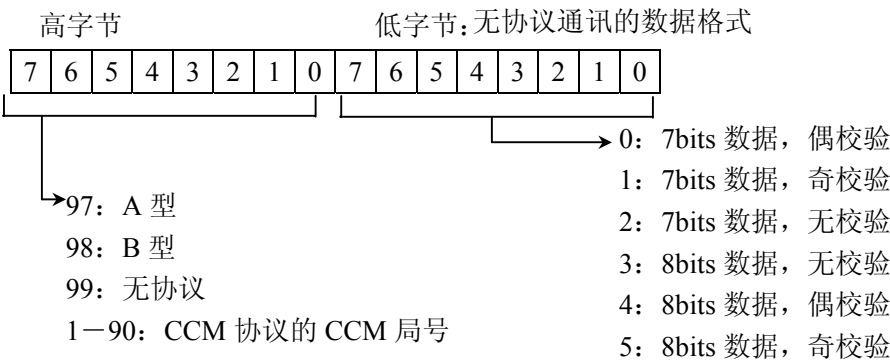 高字节 低字节:无协议通讯的数据格式
7 6 5 4 3 2 1 0 7 6 5 4 3 2 1 0
0：7bits 数据，偶校验
1：7bits 数据，奇校验
2：7bits 数据，无校验
3：8bits 数据，无校验
4：8bits 数据，偶校验
5：8bits 数据，奇校验
97：A 型
98：B 型
99：无协议
1－90：CCM 协议的 CCM 局号